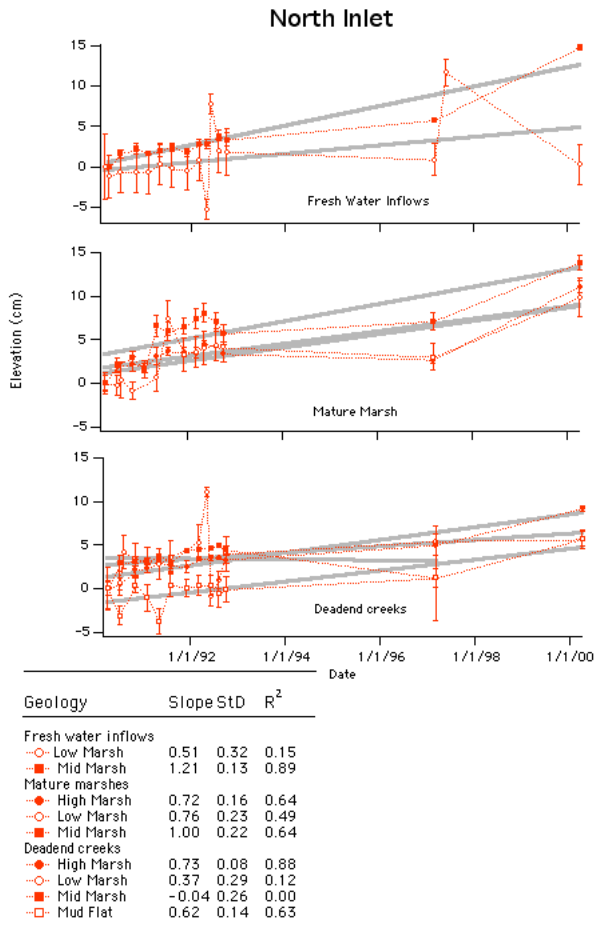 North Inlet
15
10
5
0
-5
Fresh Water Inflows
15
10
5
0
-5
Mature Marsh
Elevation (cm)
15
10
5
0
-5
Deadend creeks
1/1/92 1/1/94 1/1/96 1/1/98 1/1/00
Date
Geology Slope StD R2
Fresh water inflows
Low Marsh 0.51 0.32 0.15
Mid Marsh 1.21 0.13 0.89
Mature marshes
High Marsh 0.72 0.16 0.64
Low Marsh 0.76 0.23 0.49
Mid Marsh 1.00 0.22 0.64
Deadend creeks
High Marsh 0.73 0.08 0.88
Low Marsh 0.37 0.29 0.12
Mid Marsh -0.04 0.26 0.00
Mud Flat 0.62 0.14 0.63